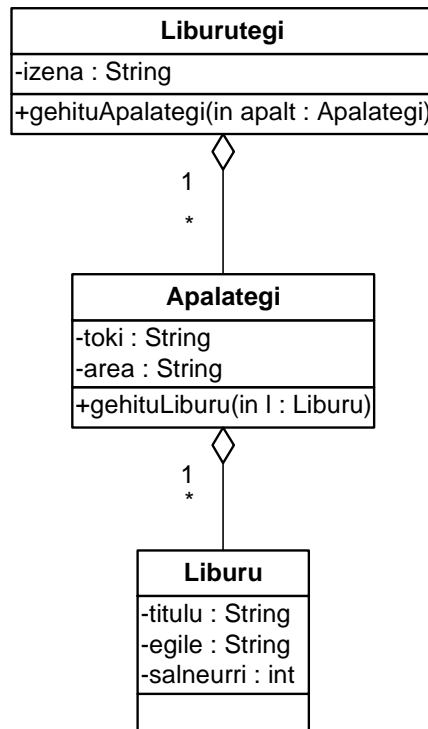 Liburutegi
-izena : String
+gehituApalategi(in apalt : Apalategi)
1
*
Apalategi
-toki : String
-area : String
+gehituLiburu(in l : Liburu)
1
*
Liburu
-titulu : String
-egile : String
-salneurri : int